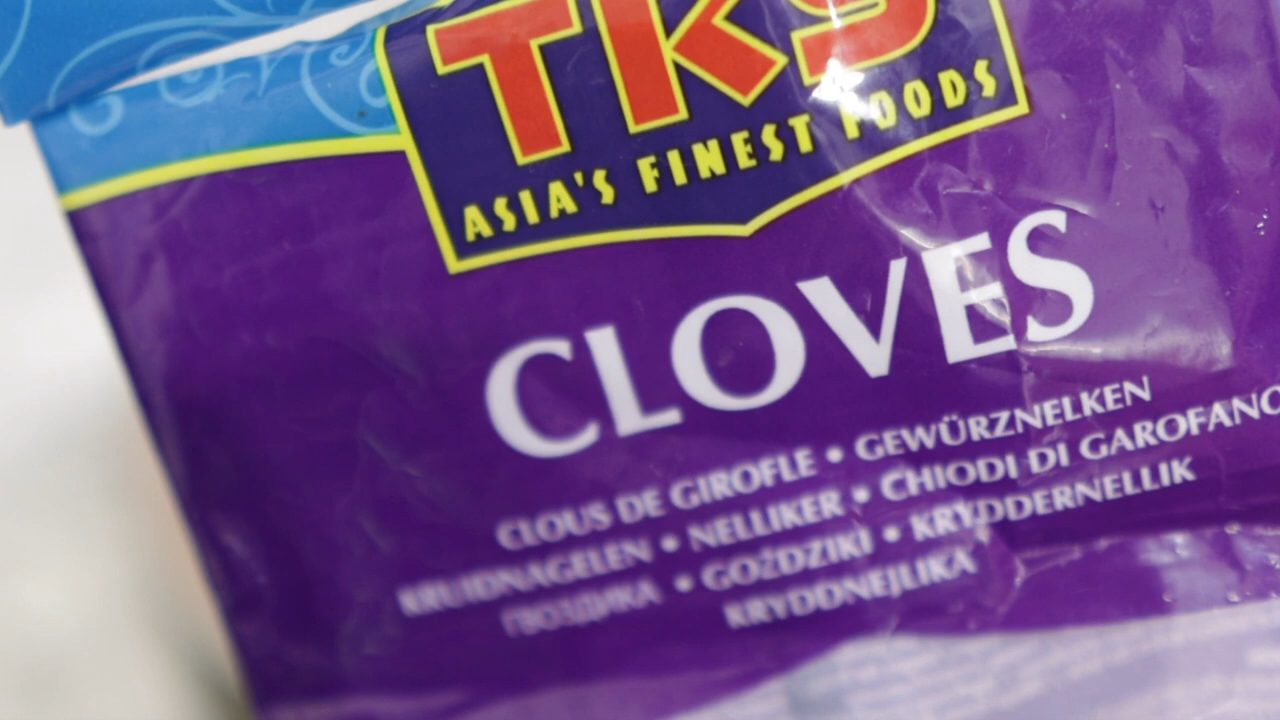 TRS
ASIA'S FINEST FOODS
CLOVES
CLOUS DE GIROFLE • GEWÜRZNELKEN
KRUIDNAGELEN • NELLIKER • CHIODI DI GAROFANO
ГВОЗДИКА • GOŹDZIKI • KRYDDERNELLIK
KRYDDNEJLIKA